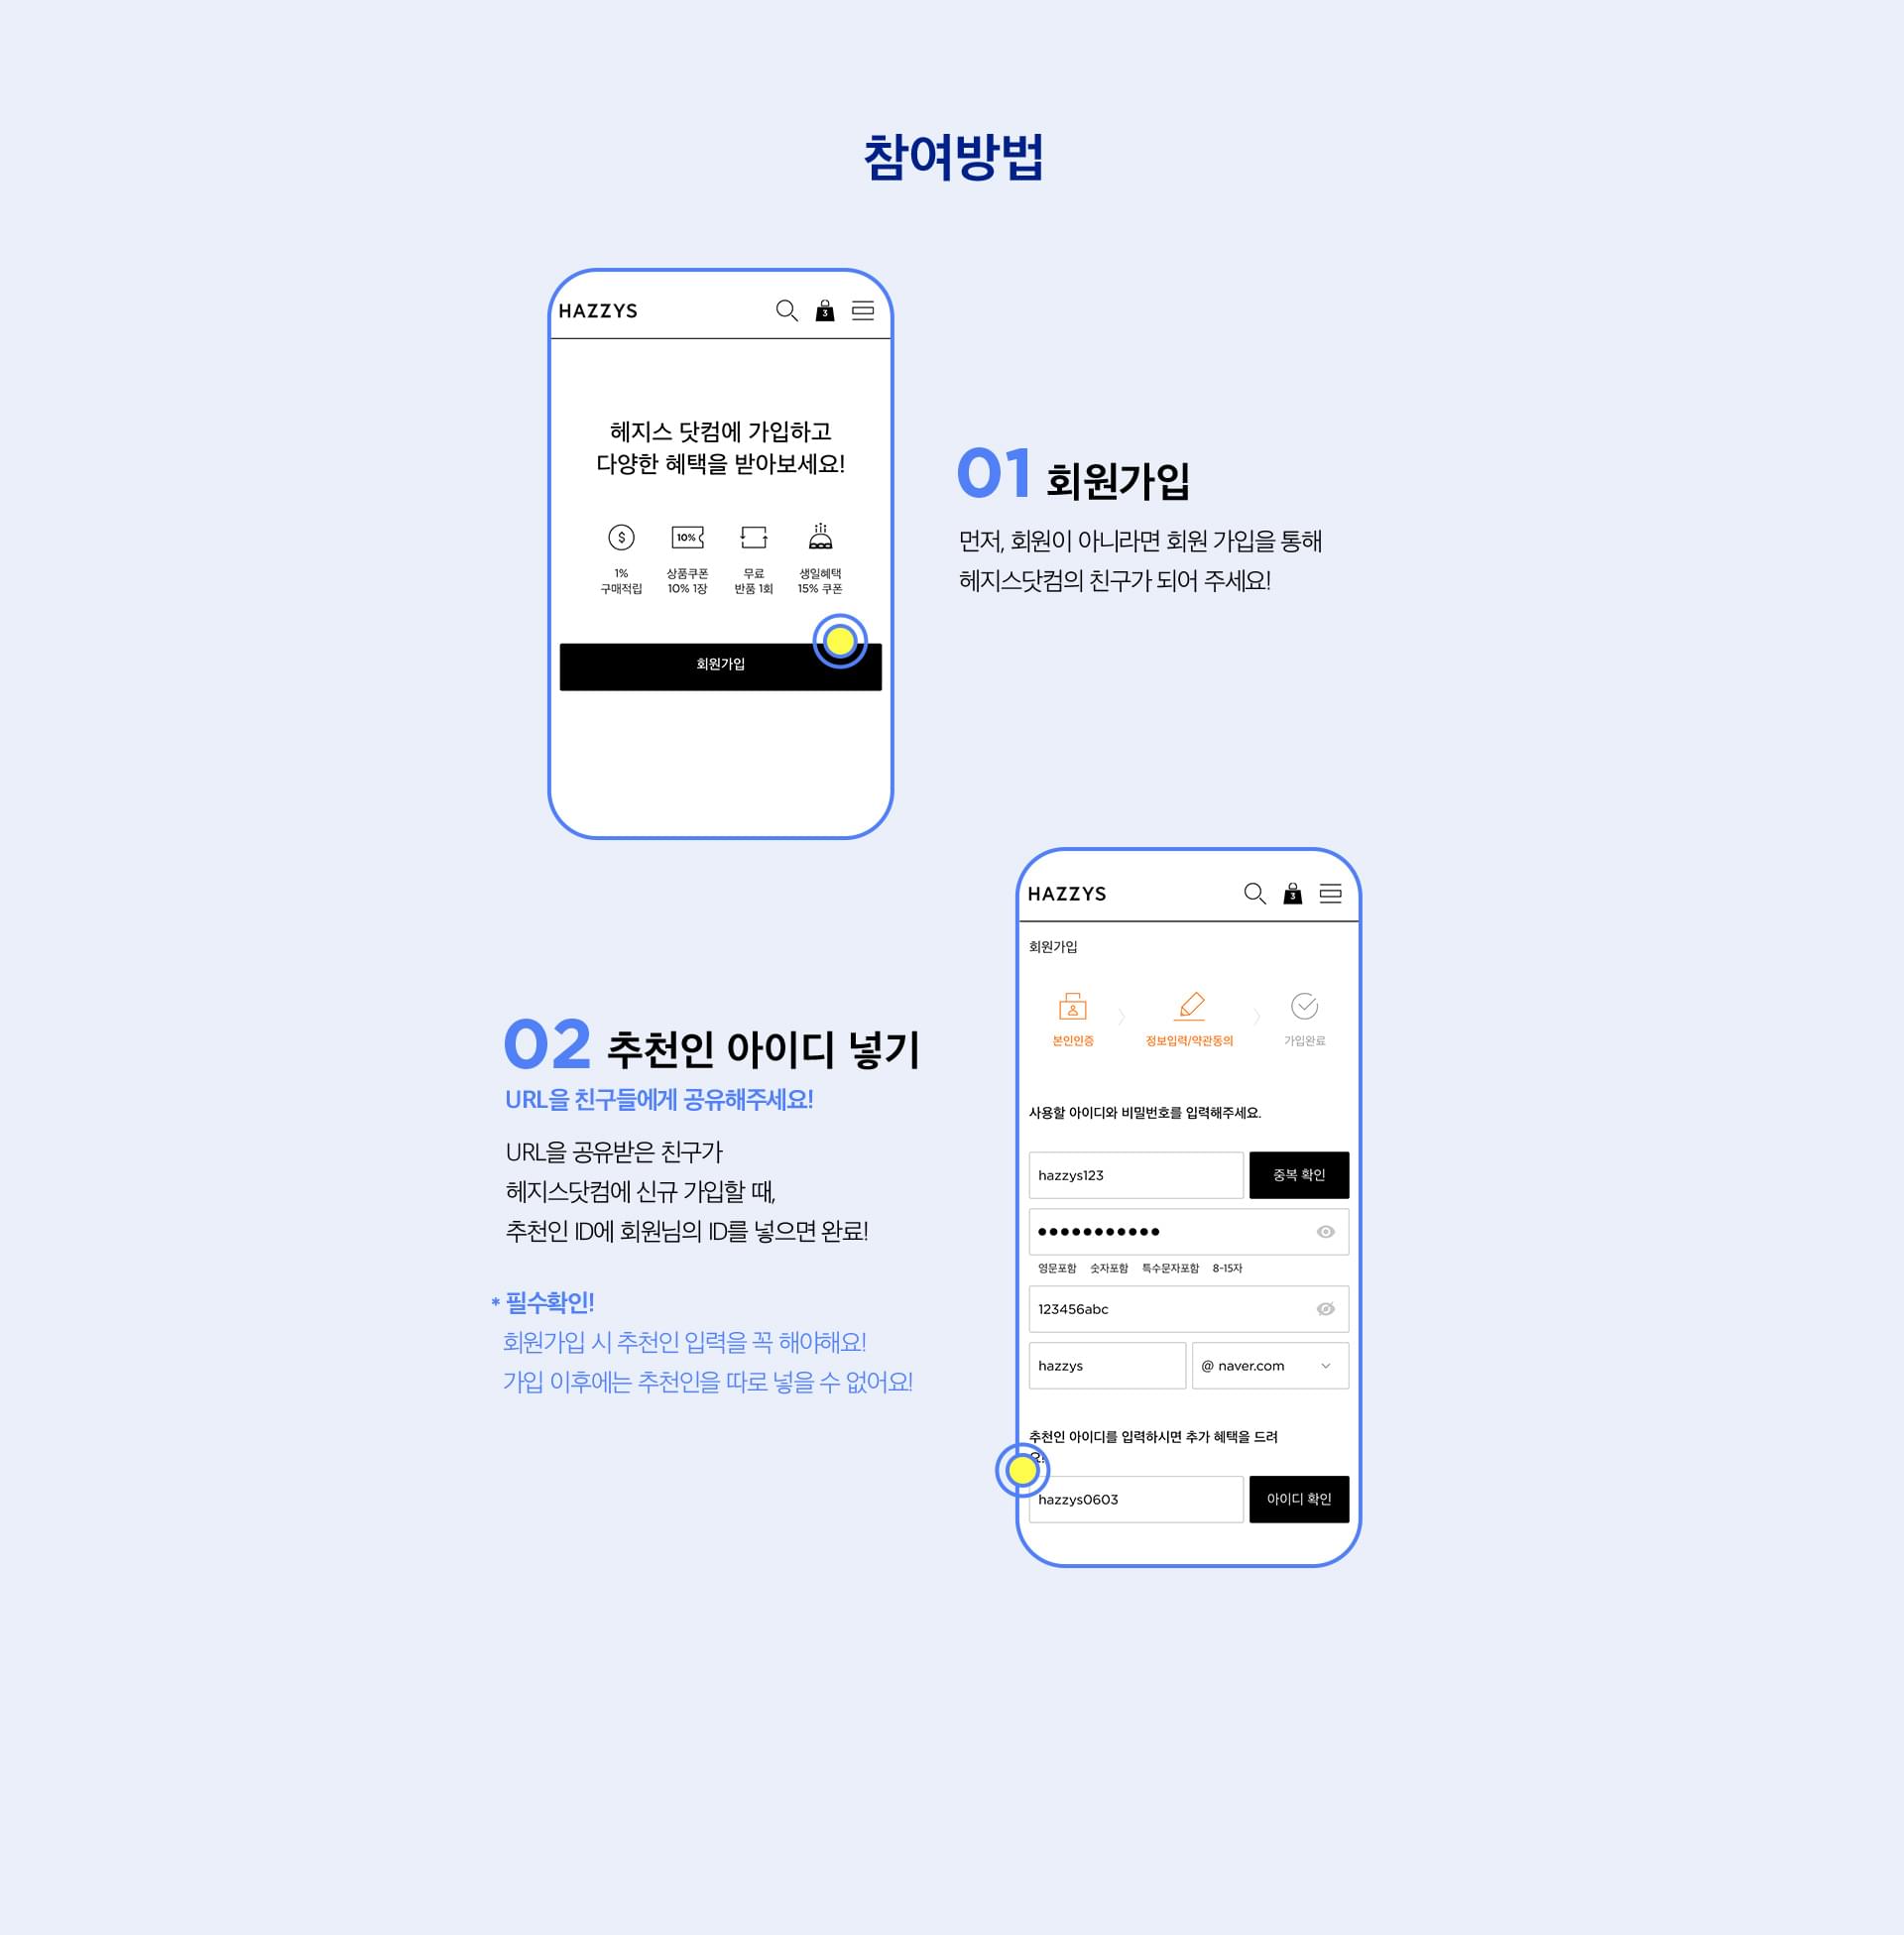 참여방법
HAZZYS
3
헤지스 닷컴에 가입하고
다양한 혜택을 받아보세요!
$
10%
1%
구매적립
상품쿠폰
10% 1장
무료
반품 1회
생일혜택
15% 쿠폰
회원가입
01 회원가입
먼저, 회원이 아니라면 회원 가입을 통해
헤지스닷컴의 친구가 되어 주세요!
02 추천인 아이디 넣기
URL을 친구들에게 공유해주세요!
URL을 공유받은 친구가
헤지스닷컴에 신규 가입할 때,
추천인 ID에 회원님의 ID를 넣으면 완료!
* 필수확인!
회원가입 시 추천인 입력을 꼭 해야해요!
가입 이후에는 추천인을 따로 넣을 수 없어요!
HAZZYS
3
회원가입
본인인증
정보입력/약관동의
가입완료
사용할 아이디와 비밀번호를 입력해주세요.
hazzys123
중복 확인
●●●●●●●●●●●
영문포함 숫자포함 특수문자포함 8-15자
123456abc
hazzys
@ naver.com
추천인 아이디를 입력하시면 추가 혜택을 드려
요!
hazzys0603
아이디 확인